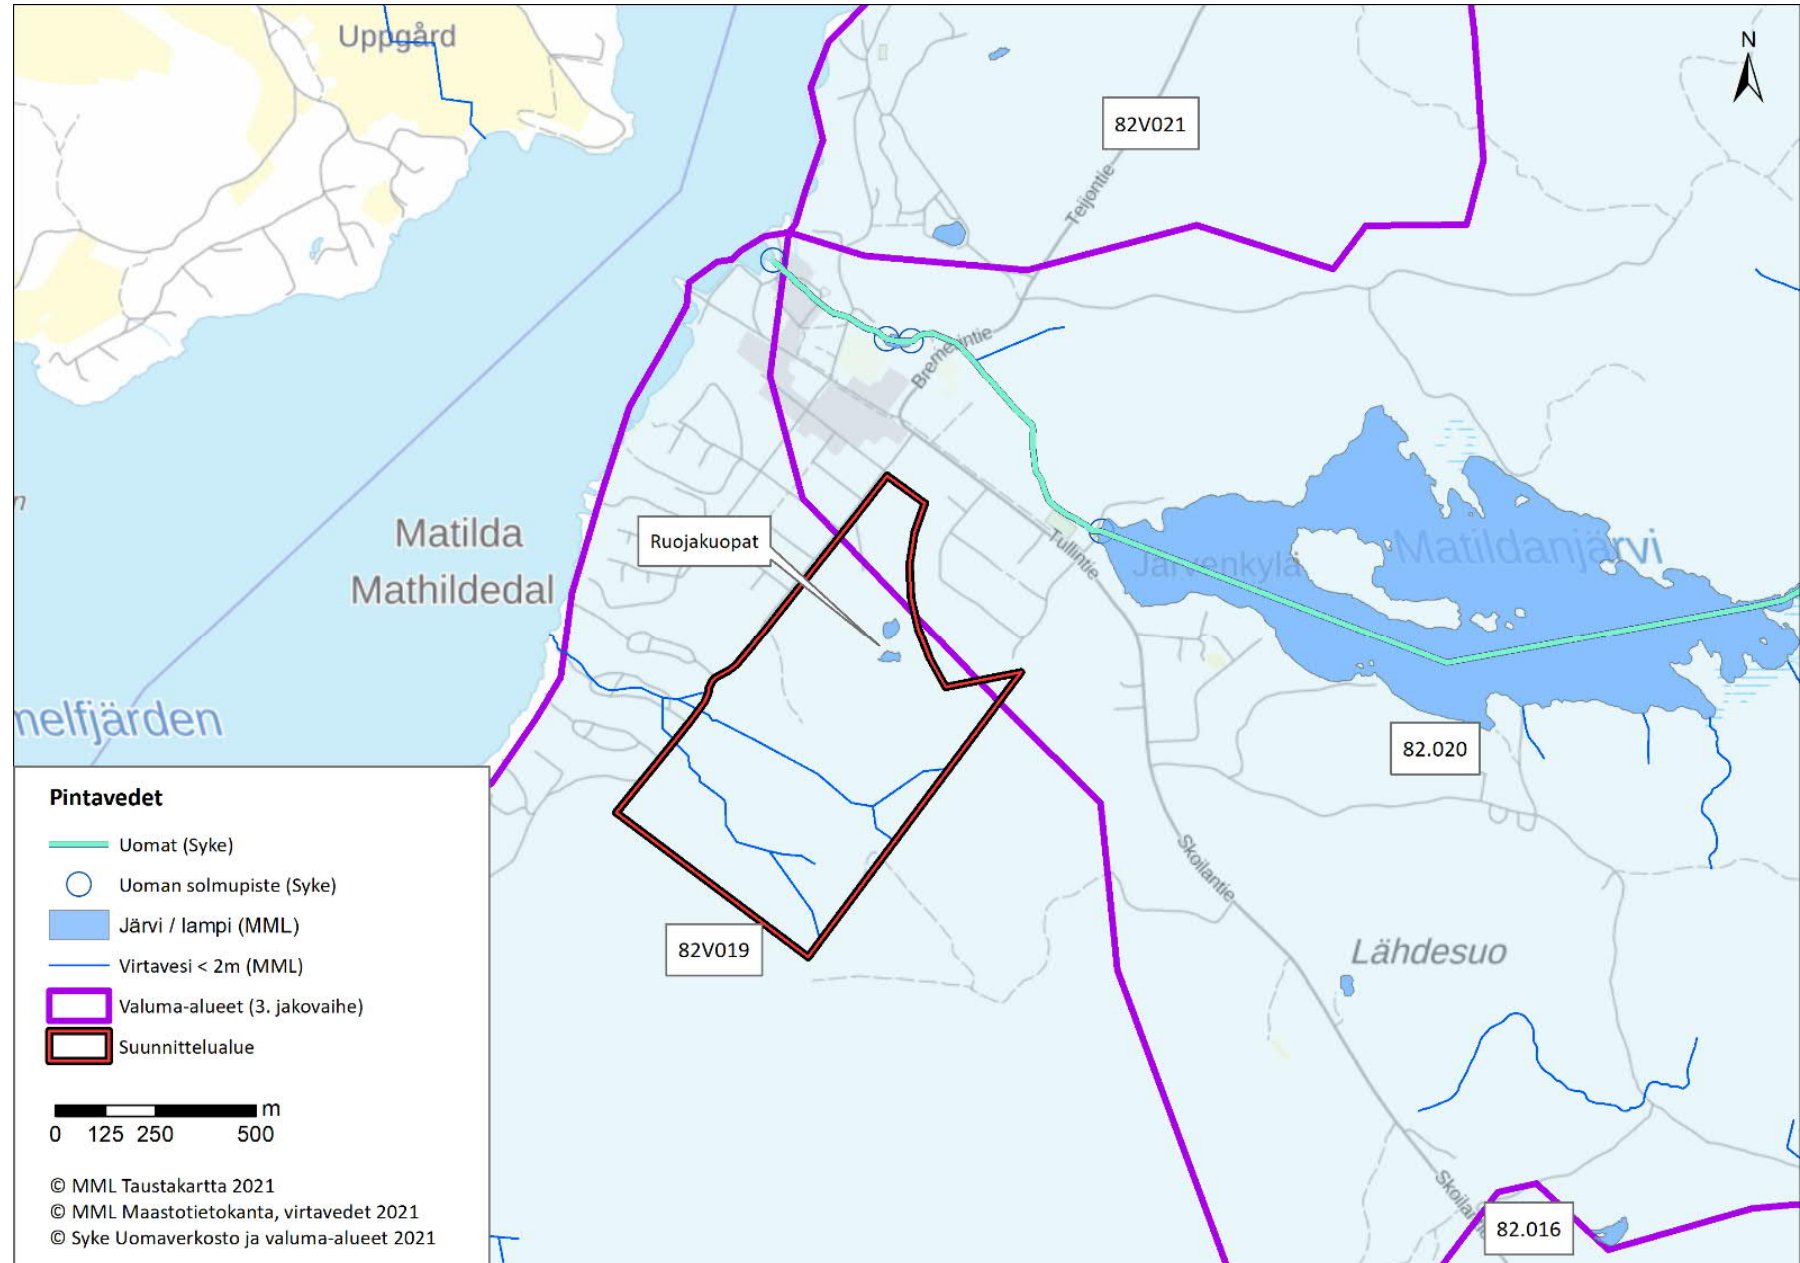 Uppgård
N
82V021
Teijontie
Bremerintie
Matilda
Mathildedal
Ruojakuopat
Tullintie
Järvenkylä
Matildanjärvi
melfjärden
82.020
Skoilantie
82V019
Lähdesuo
Skoilantie
82.016
Pintavedet
Uomat (Syke)
Uoman solmupiste (Syke)
Järvi / lampi (MML)
Virtavesi < 2m (MML)
Valuma-alueet (3. jakovaihe)
Suunnittelualue
m
0 125 250 500
© MML Taustakartta 2021
© MML Maastotietokanta, virtavedet 2021
© Syke Uomaverkosto ja valuma-alueet 2021